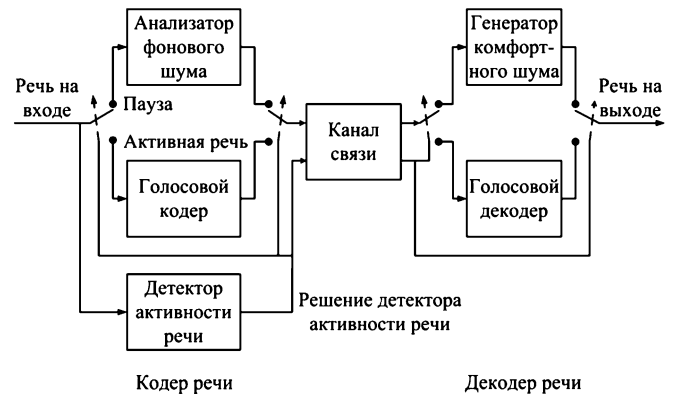 Анализатор
фонового
шума
Генератор
комфорт-
ного шума
Речь на
входе
Пауза
Активная речь
Канал
связи
Речь на
выходе
Голосовой
кодер
Голосовой
декодер
Детектор
активности
речи
Решение детектора
активности речи
Кодер речи
Декодер речи